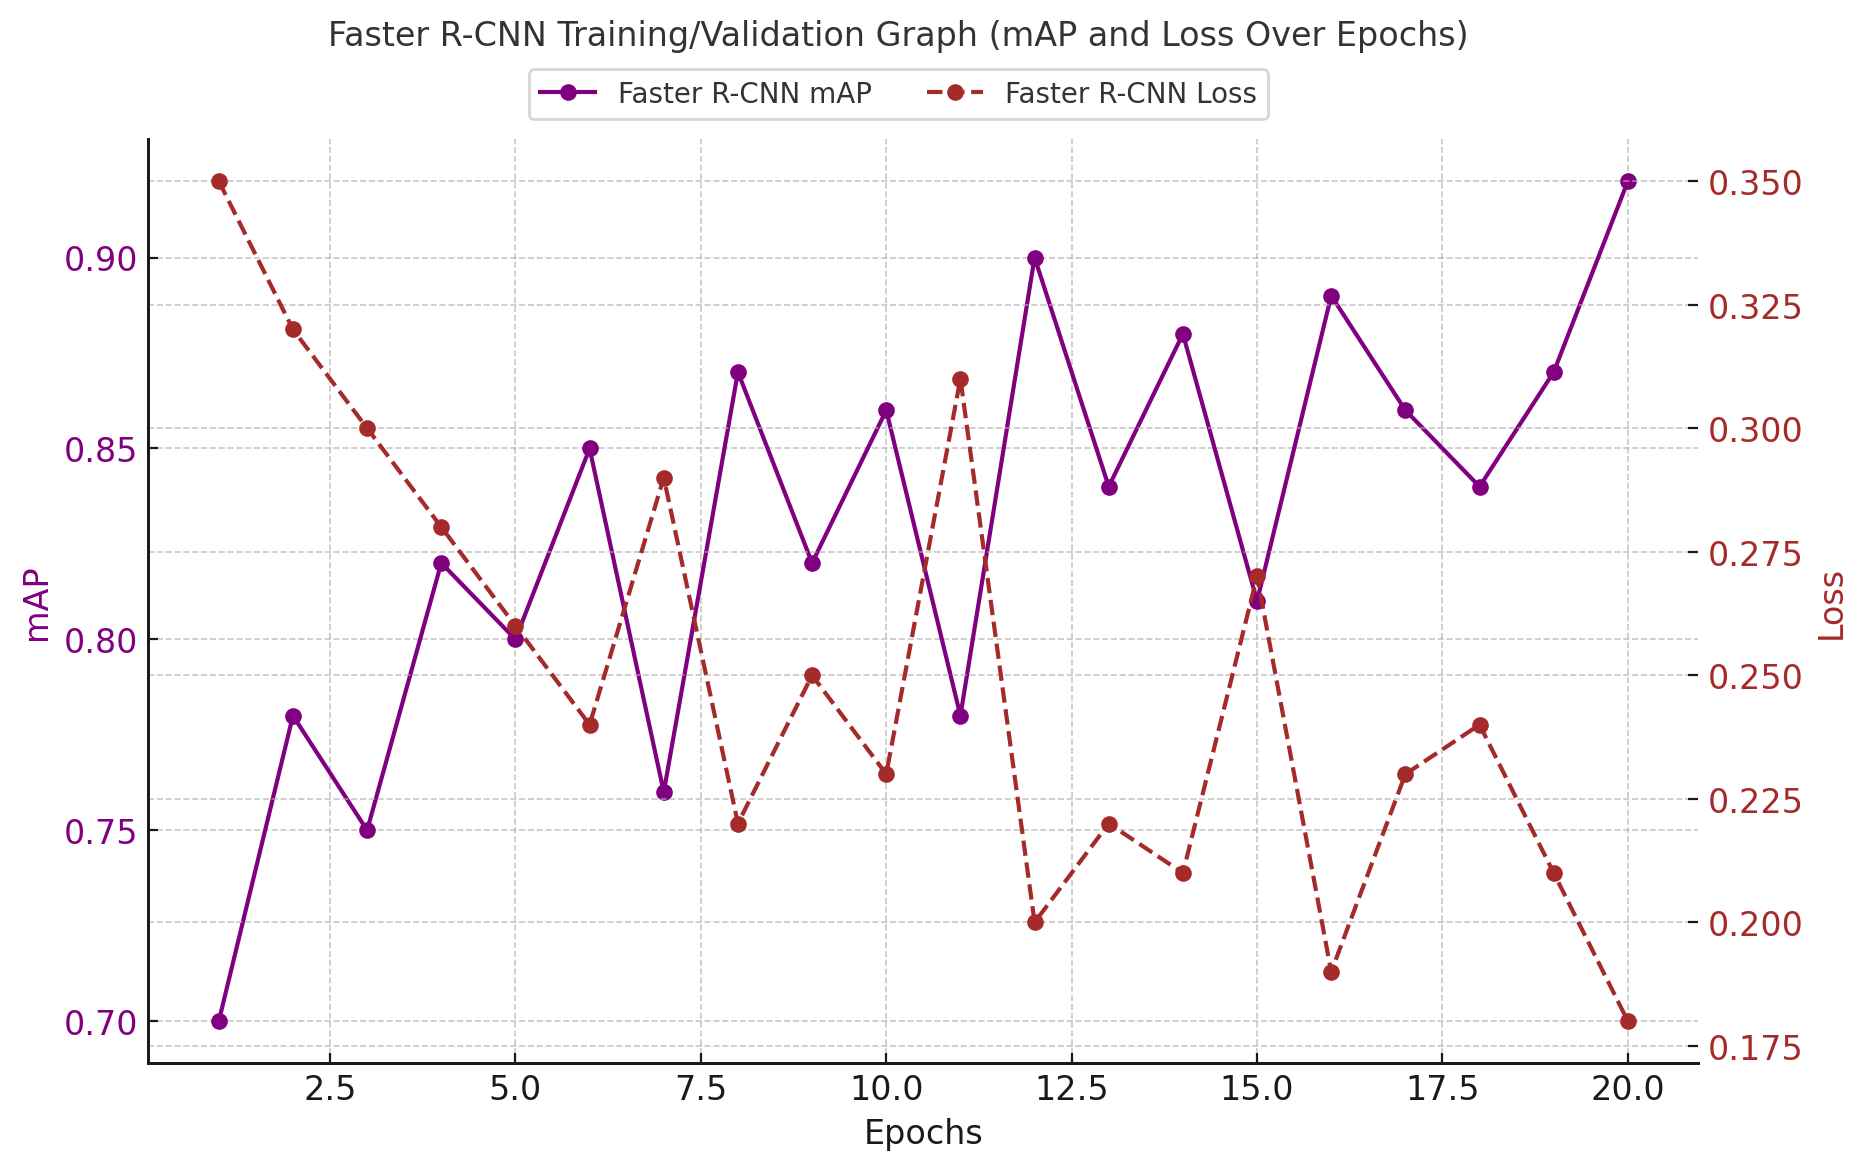 Faster R-CNN Training/Validation Graph (mAP and Loss Over Epochs)
Faster R-CNN mAP
Faster R-CNN Loss
mAP
0.90
0.85
0.80
0.75
0.70
0.350
0.325
0.300
0.275
0.250
0.225
0.200
0.175
Loss
2.5 5.0 7.5 10.0 12.5 15.0 17.5 20.0
Epochs